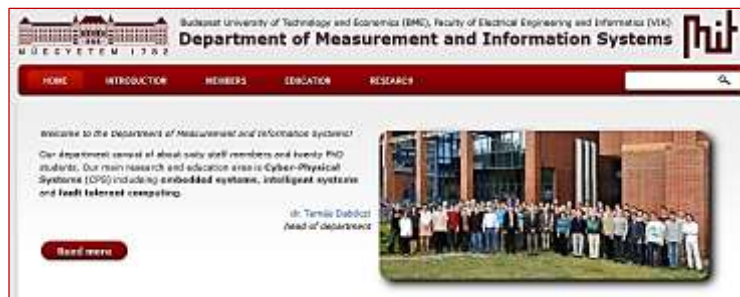 Budapest University of Technology and Economics (BME), Faculty of Electrical Engineering and Informatics (VIK)
Department of Measurement and Information Systems
mit
MŰEGYETEM 1782
HOME INTRODUCTION MEMBERS EDUCATION RESEARCH
Welcome to the Department of Measurement and Information Systems!
Our department consist of about sixty staff members and twenty PhD
students. Our main research and education area is Cyber-Physical
Systems (CPS) including embedded systems, intelligent systems
and fault tolerant computing.
dr. Tamás Dabóczi
head of department
Read more